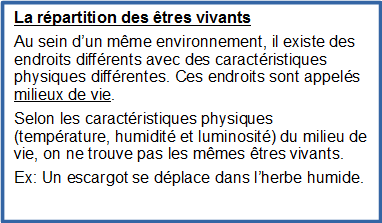 La répartition des êtres vivants
Au sein d'un même environnement, il existe des
endroits différents avec des caractéristiques
physiques différentes. Ces endroits sont appelés
milieux de vie.
Selon les caractéristiques physiques
(température, humidité et luminosité) du milieu de
vie, on ne trouve pas les mêmes êtres vivants.
Ex: Un escargot se déplace dans l'herbe humide.